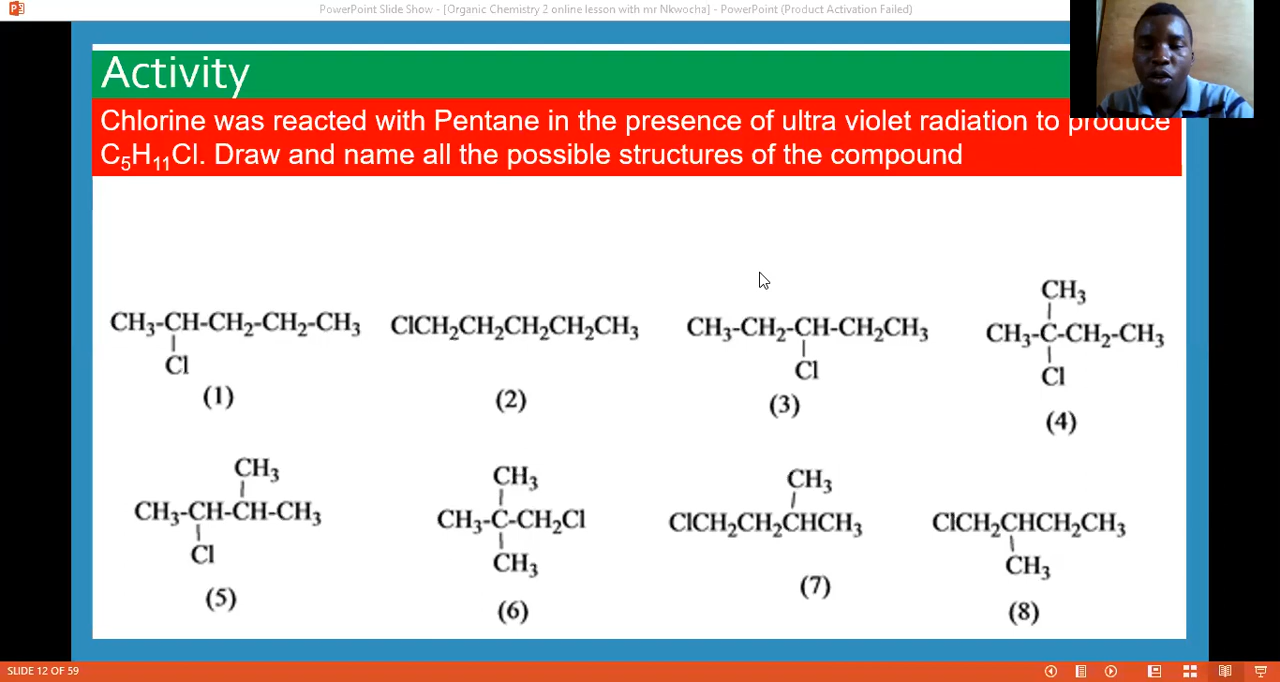 PowerPoint Slide Show - [Organic Chemistry 2 online lesson with mr Nkwocha] - PowerPoint (Product Activation Failed)
Activity
Chlorine was reacted with Pentane in the presence of ultra violet radiation to produce
C₅H₁₁Cl. Draw and name all the possible structures of the compound
CH₃-CH-CH₂-CH₂-CH₃
Cl
(1)
ClCH₂CH₂CH₂CH₂CH₃
(2)
CH₃-CH₂-CH-CH₂CH₃
Cl
(3)
CH₃
CH₃-C-CH₂-CH₃
Cl
(4)
CH₃
CH₃-CH-CH-CH₃
Cl
(5)
CH₃
CH₃-C-CH₂Cl
CH₃
(6)
CH₃
ClCH₂CH₂CHCH₃
(7)
ClCH₂CHCH₂CH₃
CH₃
(8)
SLIDE 12 OF 59